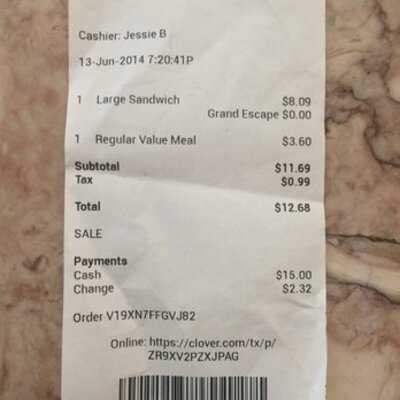 Cashier: Jessie B
13-Jun-2014 7:20:41P
1 Large Sandwich $8.09
Grand Escape $0.00
1 Regular Value Meal $3.60
Subtotal $11.69
Tax $0.99
Total $12.68
SALE
Payments
Cash $15.00
Change $2.32
Order V19XN7FFGVJ82
Online: https://clover.com/tx/p/
ZR9XV2PZXJPAG